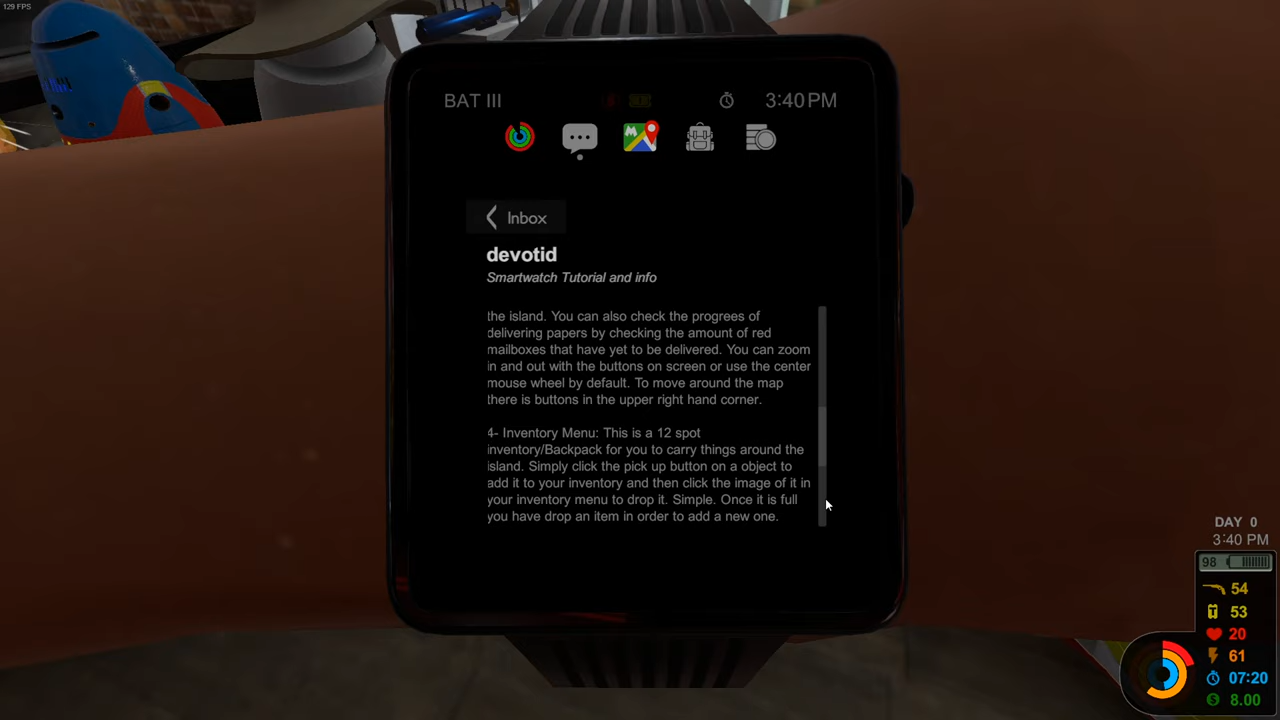 129 FPS
BAT III
3:40 PM
Inbox
devotid
Smartwatch Tutorial and info
the island. You can also check the progrees of
delivering papers by checking the amount of red
mailboxes that have yet to be delivered. You can zoom
in and out with the buttons on screen or use the center
mouse wheel by default. To move around the map
there is buttons in the upper right hand corner.
4- Inventory Menu: This is a 12 spot
inventory/Backpack for you to carry things around the
island. Simply click the pick up button on a object to
add it to your inventory and then click the image of it in
your inventory menu to drop it. Simple. Once it is full
you have drop an item in order to add a new one.
DAY 0
3:40 PM
98
54
53
20
61
07:20
8.00